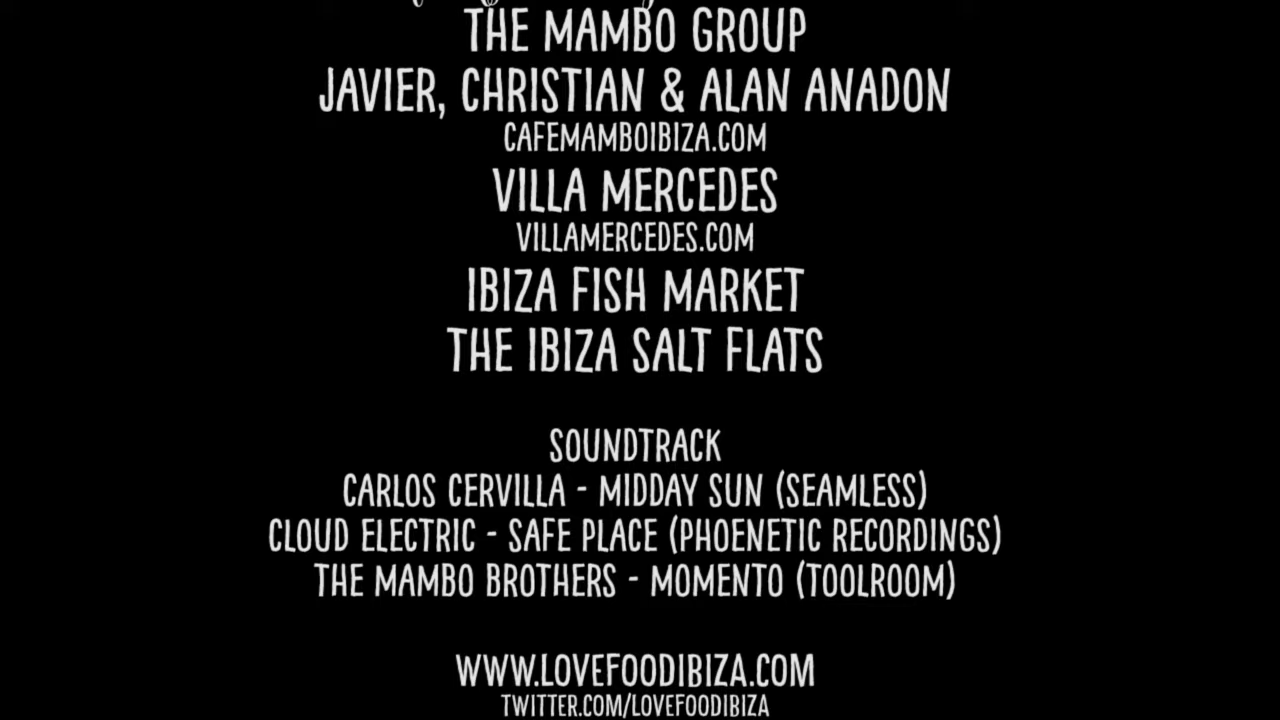 THE MAMBO GROUP
JAVIER, CHRISTIAN & ALAN ANADON
CAFEMAMBOIBIZA.COM
VILLA MERCEDES
VILLAMERCEDES.COM
IBIZA FISH MARKET
THE IBIZA SALT FLATS
SOUNDTRACK
CARLOS CERVILLA - MIDDAY SUN (SEAMLESS)
CLOUD ELECTRIC - SAFE PLACE (PHOENETIC RECORDINGS)
THE MAMBO BROTHERS - MOMENTO (TOOLROOM)
WWW.LOVEFOODIBIZA.COM
TWITTER.COM/LOVEFOODIBIZA